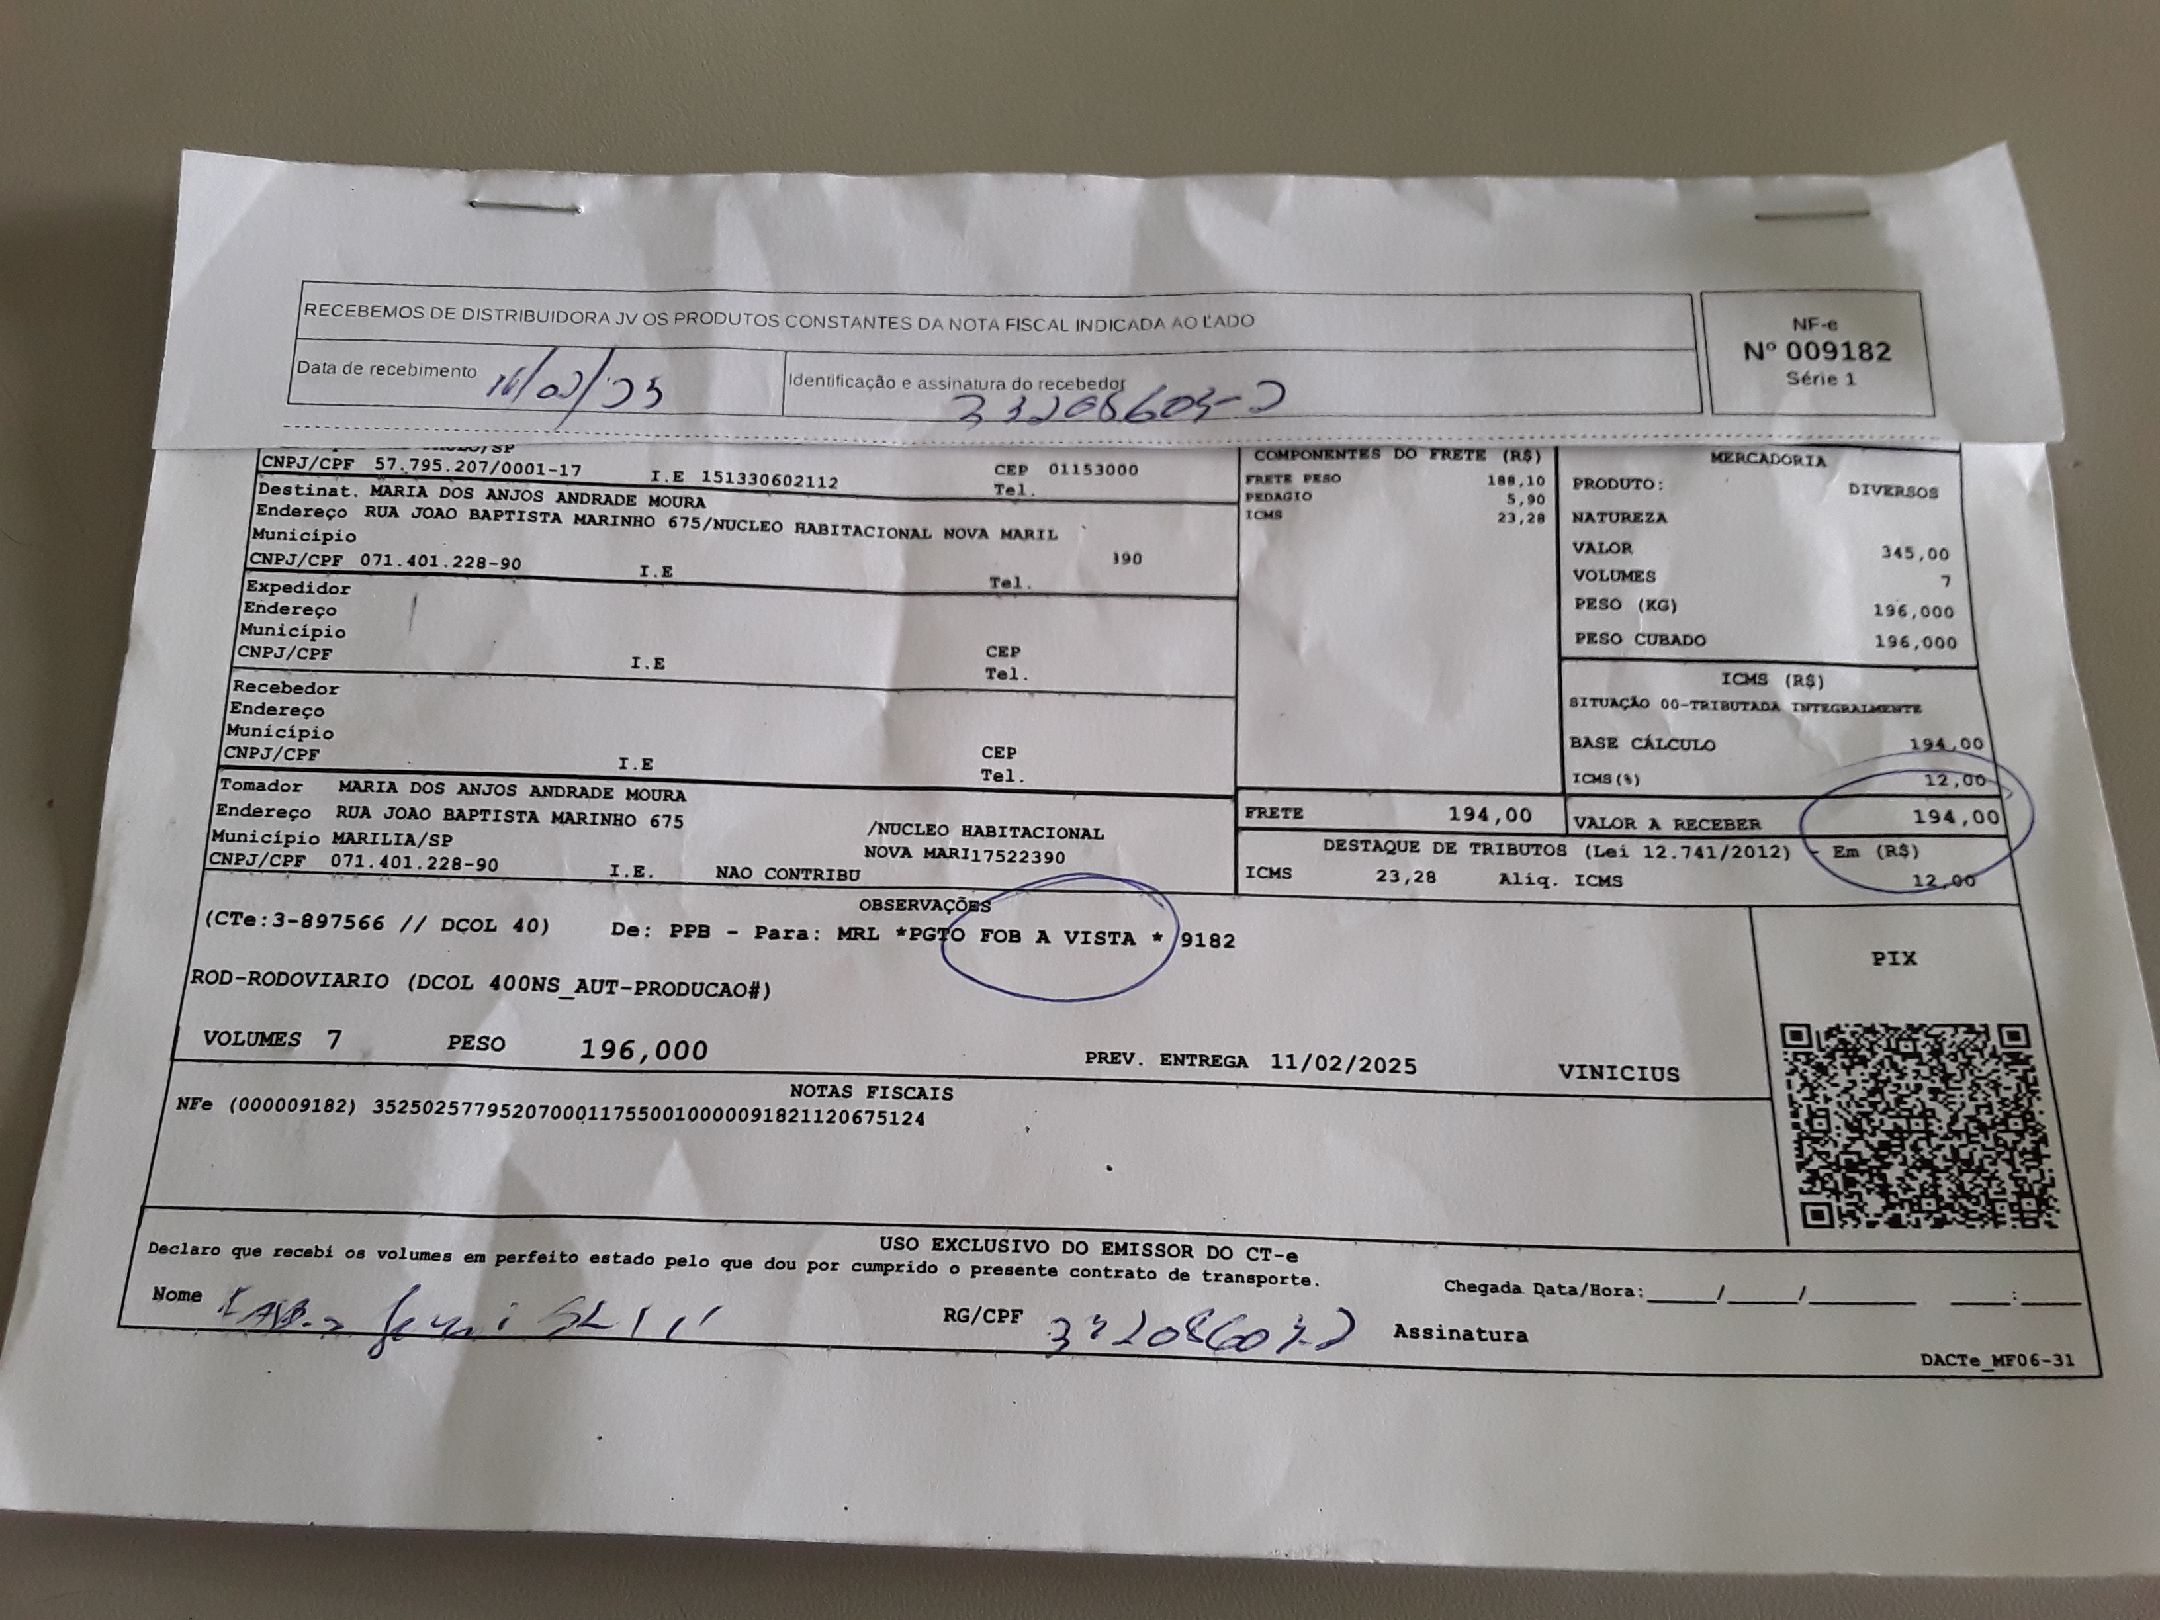 RECEBEMOS DE DISTRIBUIDORA JV OS PRODUTOS CONSTANTES DA NOTA FISCAL INDICADA AO LADO
NF-e
Nº 009182
Série 1
Data de recebimento
Identificação e assinatura do recebedor
CNPJ/CPF 57.795.207/0001-17 I.E 151330602112 CEP 01153000
Tel.
Destinat. MARIA DOS ANJOS ANDRADE MOURA
Endereço RUA JOAO BAPTISTA MARINHO 675/NUCLEO HABITACIONAL NOVA MARIL
Município 390
CNPJ/CPF 071.401.228-90 I.E Tel.
Expedidor
Endereço
Município CEP
CNPJ/CPF I.E Tel.
Recebedor
Endereço
Município CEP
CNPJ/CPF I.E Tel.
Tomador MARIA DOS ANJOS ANDRADE MOURA
Endereço RUA JOAO BAPTISTA MARINHO 675 /NUCLEO HABITACIONAL
Município MARILIA/SP NOVA MARI17522390
CNPJ/CPF 071.401.228-90 I.E. NAO CONTRIBU
COMPONENTES DO FRETE (R$)
FRETE PESO 188,10
PEDAGIO 5,90
ICMS 23,28
MERCADORIA
PRODUTO: DIVERSOS
NATUREZA
VALOR 345,00
VOLUMES 7
PESO (KG) 196,000
PESO CUBADO 196,000
ICMS (R$)
SITUAÇÃO 00-TRIBUTADA INTEGRALMENTE
BASE CÁLCULO 194,00
ICMS(%) 12,00
FRETE 194,00 VALOR A RECEBER 194,00
DESTAQUE DE TRIBUTOS (Lei 12.741/2012) - Em (R$)
ICMS 23,28 Aliq. ICMS 12,00
OBSERVAÇÕES
(CTe:3-897566 // DCOL 40) De: PPB - Para: MRL *PGTO FOB A VISTA * 9182
ROD-RODOVIARIO (DCOL 400NS_AUT-PRODUCAO#)
VOLUMES 7 PESO 196,000 PREV. ENTREGA 11/02/2025 VINICIUS
PIX
NOTAS FISCAIS
NFe (000009182) 35250257795207000117550010000091821120675124
USO EXCLUSIVO DO EMISSOR DO CT-e
Declaro que recebi os volumes em perfeito estado pelo que dou por cumprido o presente contrato de transporte.
Chegada Data/Hora:_____/_____/_______ ____:____
Nome RG/CPF Assinatura
DACTe_MF06-31